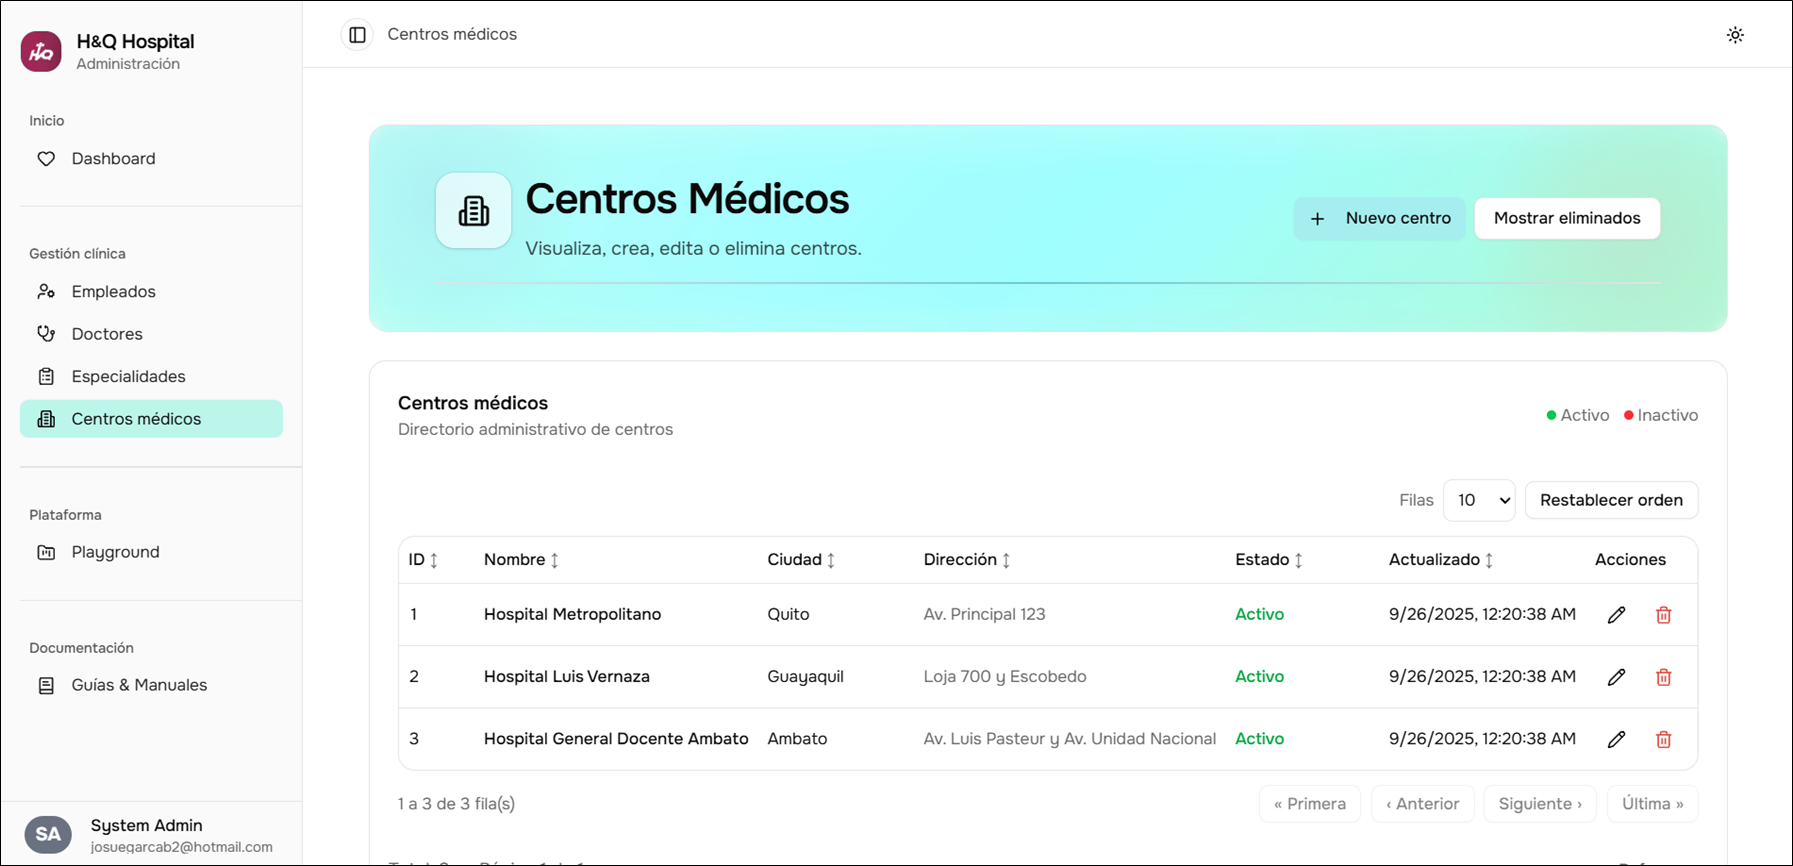 H&Q Hospital
Administración
Inicio
Dashboard
Gestión clínica
Empleados
Doctores
Especialidades
Centros médicos
Plataforma
Playground
Documentación
Guías & Manuales
SA
System Admin
josuegarcab2@hotmail.com
Centros médicos
Centros Médicos
Visualiza, crea, edita o elimina centros.
+ Nuevo centro
Mostrar eliminados
Centros médicos
Directorio administrativo de centros
Activo Inactivo
Filas 10 Restablecer orden
ID Nombre Ciudad Dirección Estado Actualizado Acciones
1 Hospital Metropolitano Quito Av. Principal 123 Activo 9/26/2025, 12:20:38 AM
2 Hospital Luis Vernaza Guayaquil Loja 700 y Escobedo Activo 9/26/2025, 12:20:38 AM
3 Hospital General Docente Ambato Ambato Av. Luis Pasteur y Av. Unidad Nacional Activo 9/26/2025, 12:20:38 AM
1 a 3 de 3 fila(s)
« Primera ‹ Anterior Siguiente › Última »